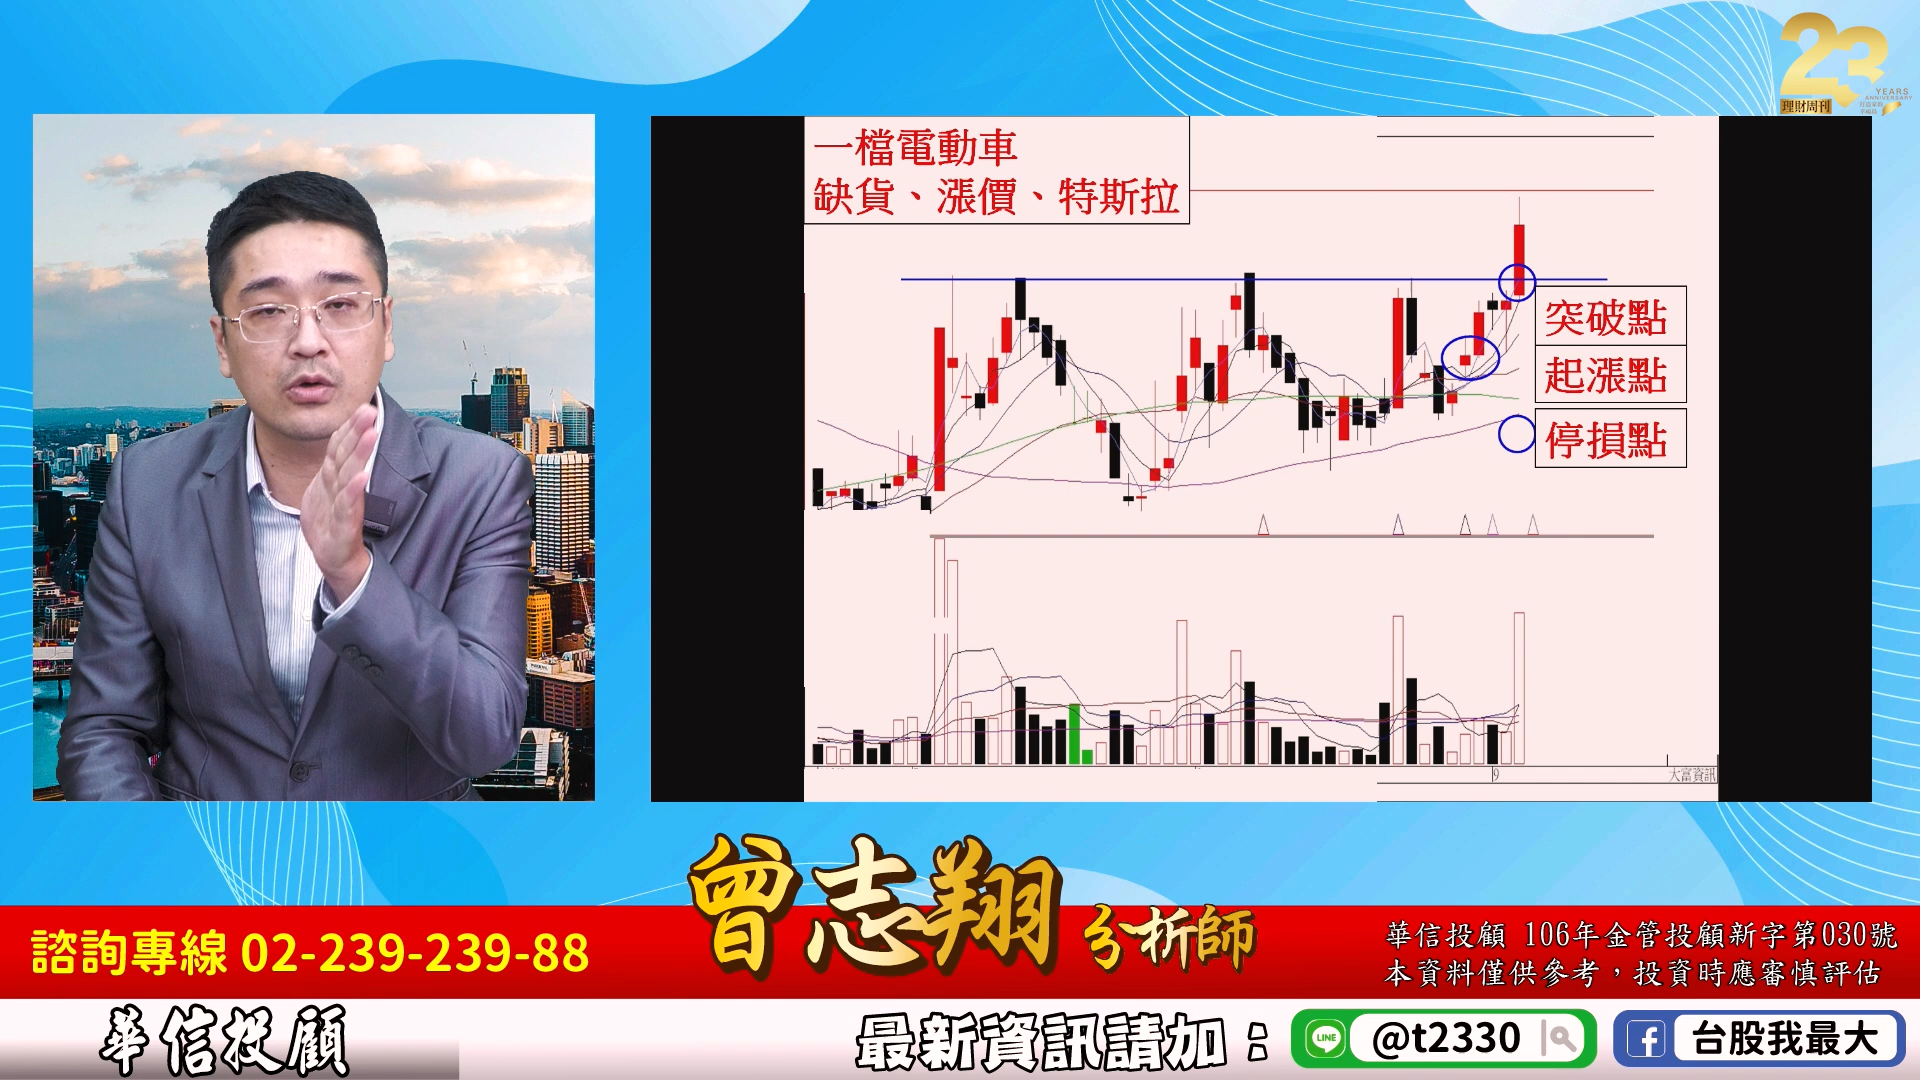 23
YEARS
ANNIVERSARY
理財周刊
一檔電動車
缺貨、漲價、特斯拉
突破點
起漲點
停損點
9
大富資訊
曾志翔 分析師
諮詢專線 02-239-239-88
華信投顧 106年金管投顧新字第030號
本資料僅供參考，投資時應審慎評估
華信投顧
最新資訊請加：
LINE
@t2330
台股我最大